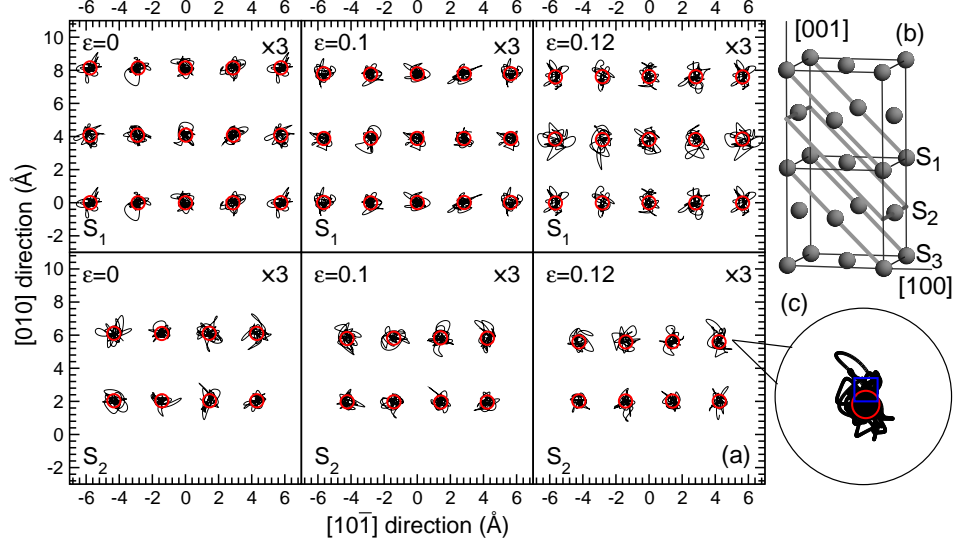 -6 -4 -2 0 2 4 6 -6 -4 -2 0 2 4 6 -6 -4 -2 0 2 4 6
10 ε=0 ×3 ε=0.1 ×3 ε=0.12 ×3
8
6
4
2
0
-2 S₁ S₁ S₁
10 ε=0 ×3 ε=0.1 ×3 ε=0.12 ×3
8
6
4
2
0
-2 S₂ S₂ S₂ (a)
-6 -4 -2 0 2 4 6 -6 -4 -2 0 2 4 6 -6 -4 -2 0 2 4 6
[010] direction (Å)
[101̅] direction (Å)
[001] (b)
S₁
S₂
S₃
[100]
(c)